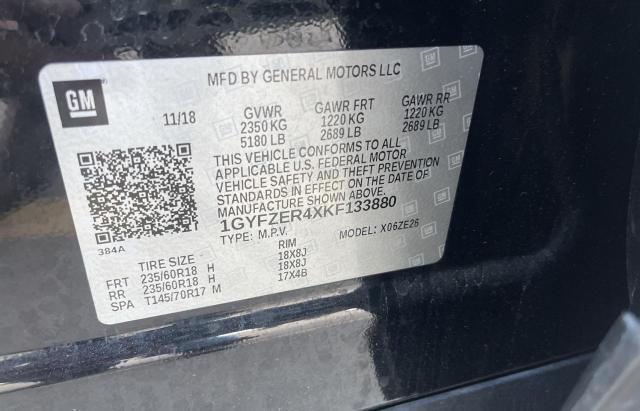 MFD BY GENERAL MOTORS LLC
GM
11/18 GVWR GAWR FRT GAWR RR
2350 KG 1220 KG 1220 KG
5180 LB 2689 LB 2689 LB
THIS VEHICLE CONFORMS TO ALL
APPLICABLE U.S. FEDERAL MOTOR
VEHICLE SAFETY AND THEFT PREVENTION
STANDARDS IN EFFECT ON THE DATE OF
MANUFACTURE SHOWN ABOVE.
1GYFZER4XKF133880
384A TYPE: M.P.V. MODEL: X06ZE26
TIRE SIZE RIM
FRT 235/60R18 H 18X8J
RR 235/60R18 H 18X8J
SPA T145/70R17 M 17X4B